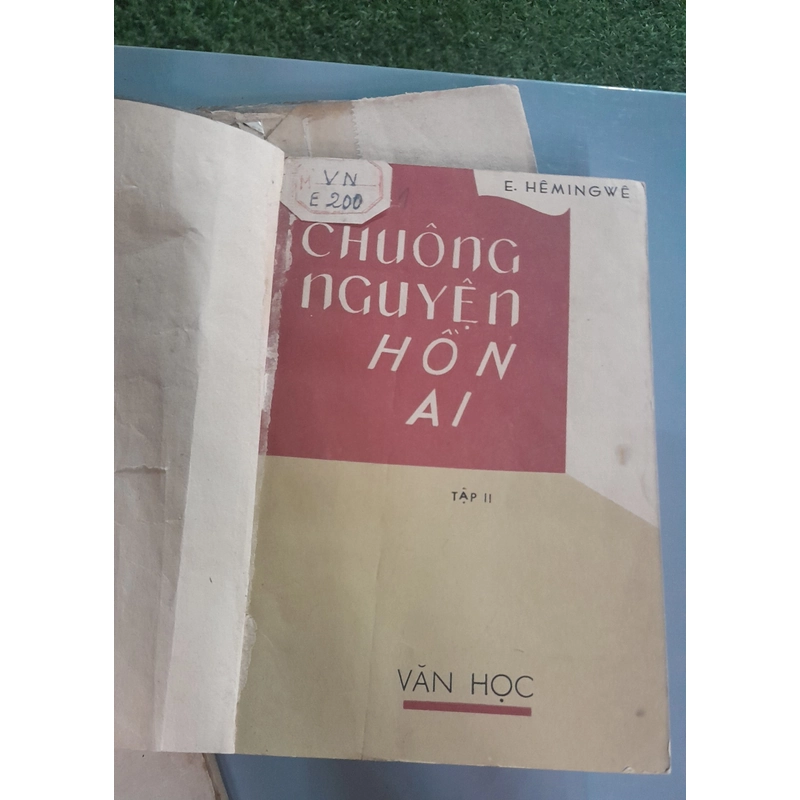 VN
E 200
E. HÊMINGWÊ
CHUÔNG
NGUYỆN
HỒN
AI
TẬP II
VĂN HỌC